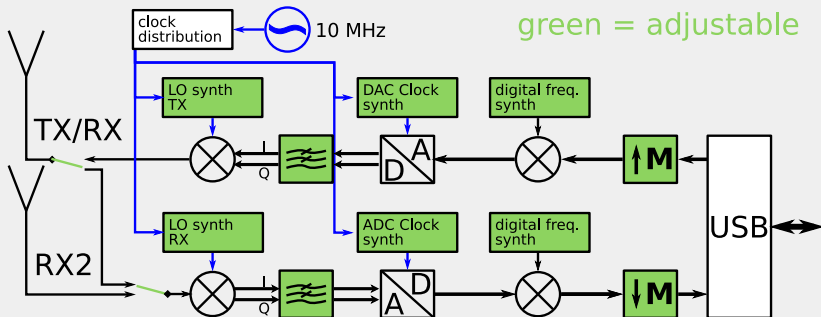 clock
distribution
10 MHz
green = adjustable
LO synth
TX
DAC Clock
synth
digital freq.
synth
TX/RX
I
Q
A
D
↑M
USB
LO synth
RX
ADC Clock
synth
digital freq.
synth
RX2
I
Q
D
A
↓M